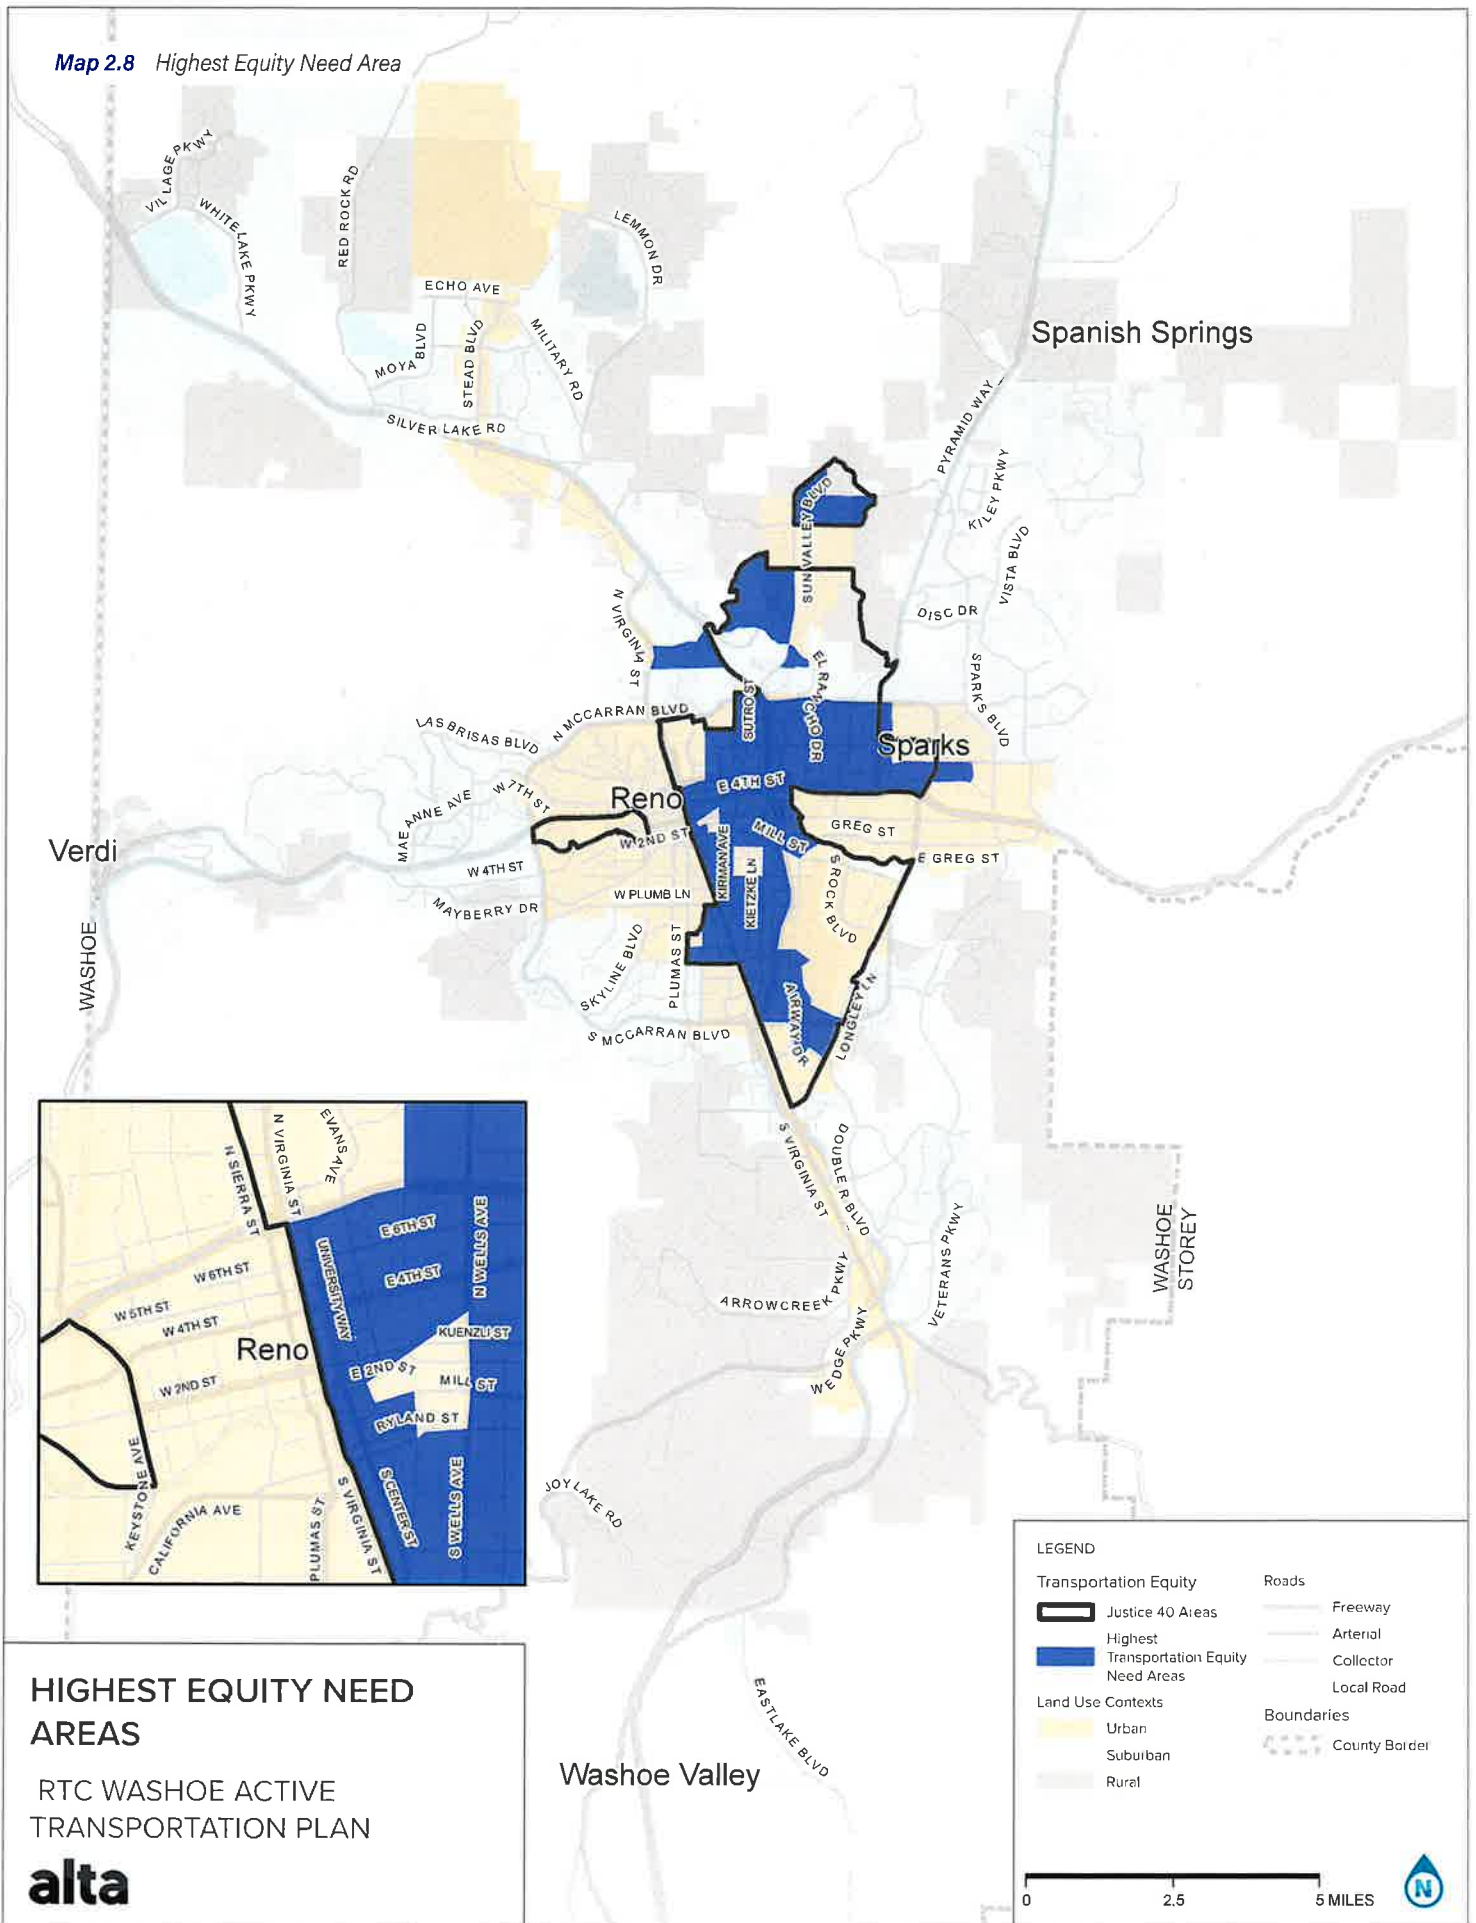 Map 2.8 Highest Equity Need Area
VILLAGE PKWY
WHITE LAKE PKWY
RED ROCK RD
LEMMON DR
ECHO AVE
MOYA BLVD
STEAD BLVD
MILITARY RD
SILVER LAKE RD
Spanish Springs
PYRAMID WAY
KILEY PKWY
VISTA BLVD
SUN VALLEY BLVD
N VIRGINIA ST
DISC DR
EL RANCHO DR
SPARKS BLVD
SUTRO ST
N MCCARRAN BLVD
LAS BRISAS BLVD
Sparks
W 7TH ST
E 4TH ST
Reno
MAE ANNE AVE
GREG ST
MILL ST
W 2ND ST
Verdi
E GREG ST
W 4TH ST
KIRMAN AVE
KIETZKE LN
S ROCK BLVD
W PLUMB LN
MAYBERRY DR
SKYLINE BLVD
PLUMAS ST
WASHOE
AIRWAY DR
LONGLEY LN
S MCCARRAN BLVD
S VIRGINIA ST
DOUBLE R BLVD
VETERANS PKWY
WASHOE
STOREY
ARROWCREEK PKWY
WEDGE PKWY
JOY LAKE RD
EASTLAKE BLVD
Washoe Valley
N SIERRA ST
N VIRGINIA ST
EVANS AVE
E 6TH ST
N WELLS AVE
UNIVERSITY WAY
W 6TH ST
E 4TH ST
W 5TH ST
W 4TH ST
KUENZLI ST
Reno
E 2ND ST
W 2ND ST
MILL ST
RYLAND ST
KEYSTONE AVE
CALIFORNIA AVE
PLUMAS ST
S VIRGINIA ST
S CENTER ST
S WELLS AVE
LEGEND
Transportation Equity
Justice 40 Areas
Highest
Transportation Equity
Need Areas
Land Use Contexts
Urban
Suburban
Rural
Roads
Freeway
Arterial
Collector
Local Road
Boundaries
County Border
0 2.5 5 MILES
N
HIGHEST EQUITY NEED
AREAS
RTC WASHOE ACTIVE
TRANSPORTATION PLAN
alta